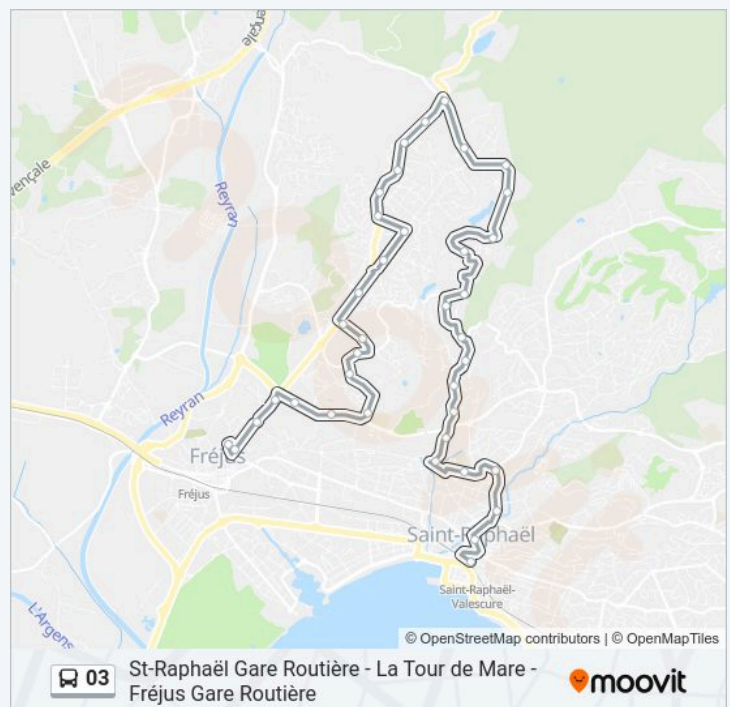 ençale
vençale
Reyran
Reyran
Fréjus
Fréjus
Saint-Raphaël
Saint-Raphaël-
Valescure
L'Argens
© OpenStreetMap contributors | © OpenMapTiles
03
St-Raphaël Gare Routière - La Tour de Mare -
Fréjus Gare Routière
moovit